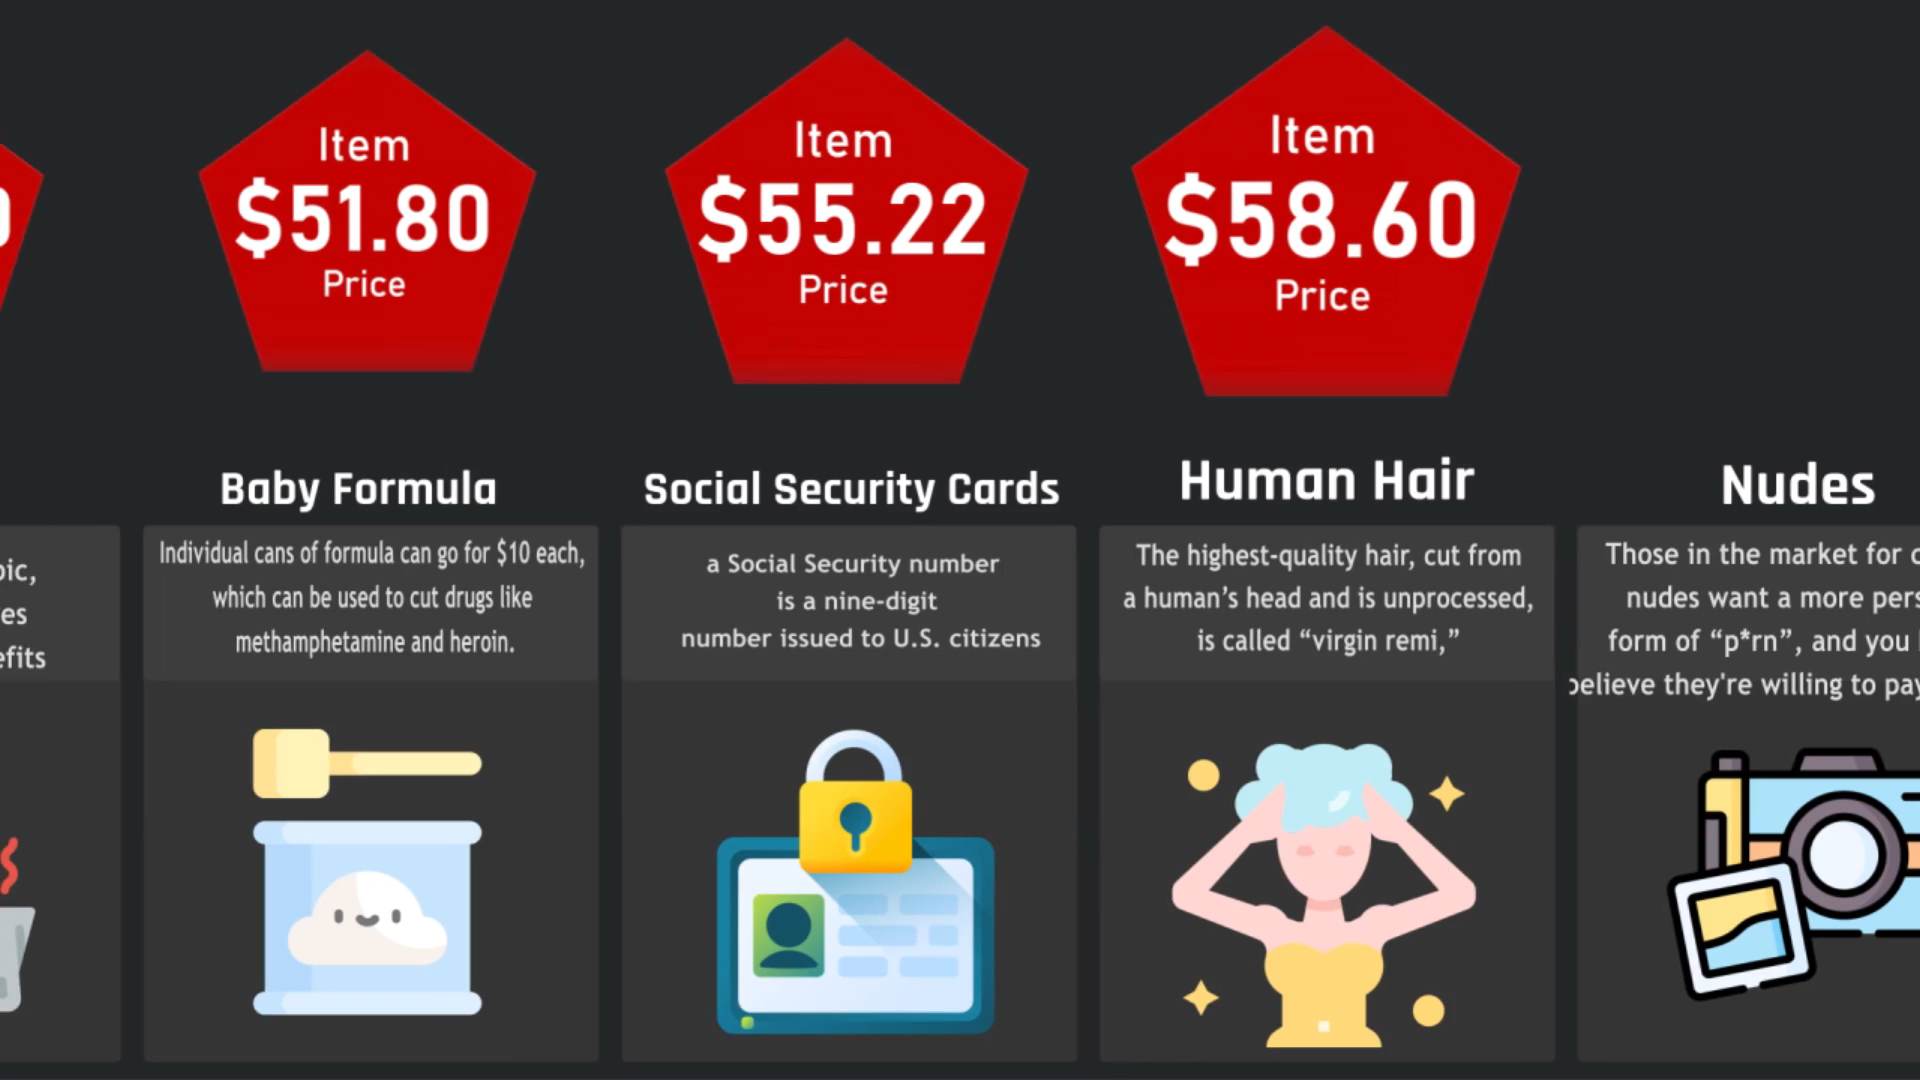 Item
$51.80
Price
Item
$55.22
Price
Item
$58.60
Price
Baby Formula
Individual cans of formula can go for $10 each,
which can be used to cut drugs like
methamphetamine and heroin.
Social Security Cards
a Social Security number
is a nine-digit
number issued to U.S. citizens
Human Hair
The highest-quality hair, cut from
a human’s head and is unprocessed,
is called “virgin remi,”
Nudes
Those in the market for
nudes want a more
form of “p*rn”, and you
believe they're willing to